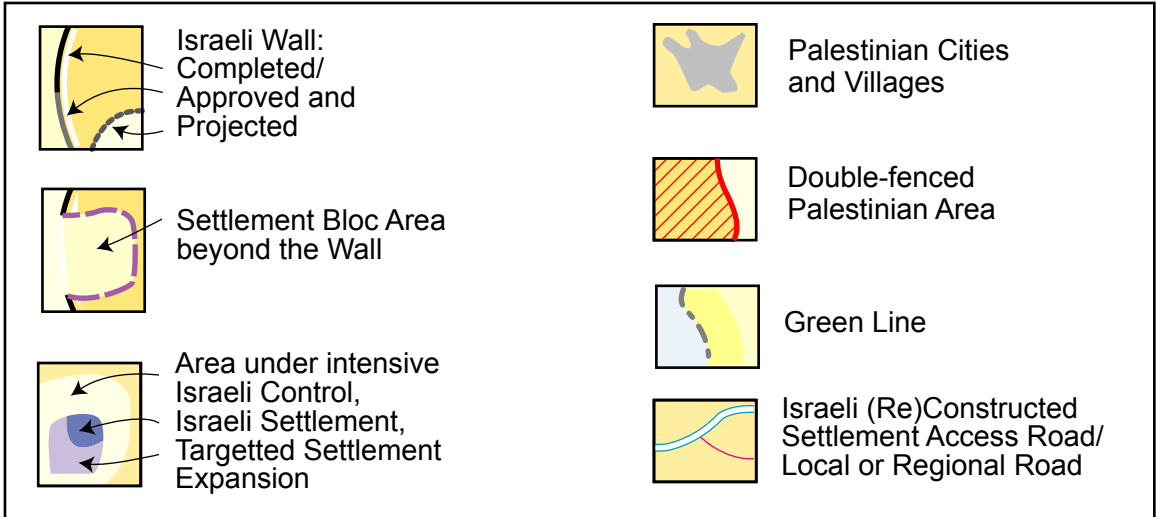 Israeli Wall:
Completed/
Approved and
Projected
Settlement Bloc Area
beyond the Wall
Area under intensive
Israeli Control,
Israeli Settlement,
Targetted Settlement
Expansion
Palestinian Cities
and Villages
Double-fenced
Palestinian Area
Green Line
Israeli (Re)Constructed
Settlement Access Road/
Local or Regional Road